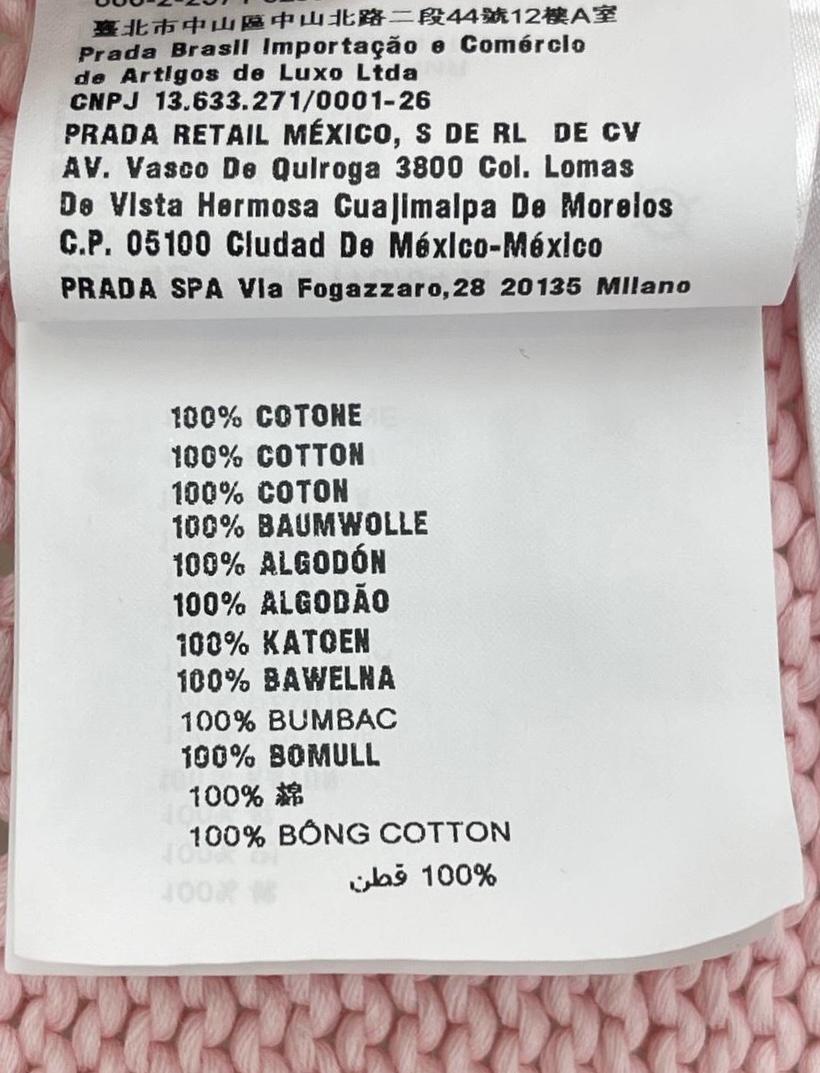 臺北市中山區中山北路二段44號12樓A室
Prada Brasil Importação e Comércio
de Artigos de Luxo Ltda
CNPJ 13.633.271/0001-26
PRADA RETAIL MÉXICO, S DE RL DE CV
AV. Vasco De Quiroga 3800 Col. Lomas
De Vista Hermosa Cuajimalpa De Morelos
C.P. 05100 Ciudad De México-México
PRADA SPA Via Fogazzaro,28 20135 Milano
100% COTONE
100% COTTON
100% COTON
100% BAUMWOLLE
100% ALGODÓN
100% ALGODÃO
100% KATOEN
100% BAWELNA
100% BUMBAC
100% BOMULL
100% 綿
100% BÔNG COTTON
100% قطن